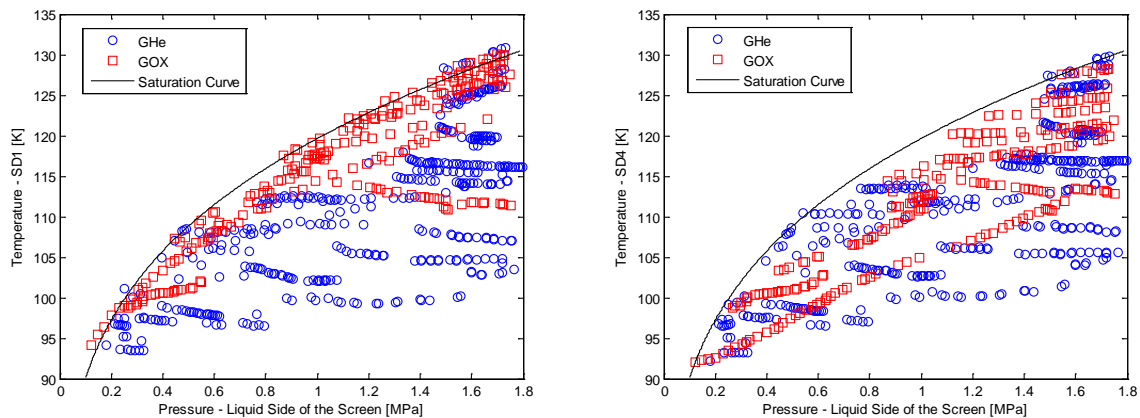 135
130
125
120
115
110
105
100
95
90
Temperature - SD1 [K]
GHe
GOX
Saturation Curve
0 0.2 0.4 0.6 0.8 1 1.2 1.4 1.6 1.8
Pressure - Liquid Side of the Screen [MPa]
135
130
125
120
115
110
105
100
95
90
Temperature - SD4 [K]
GHe
GOX
Saturation Curve
0 0.2 0.4 0.6 0.8 1 1.2 1.4 1.6 1.8
Pressure - Liquid Side of the Screen [MPa]